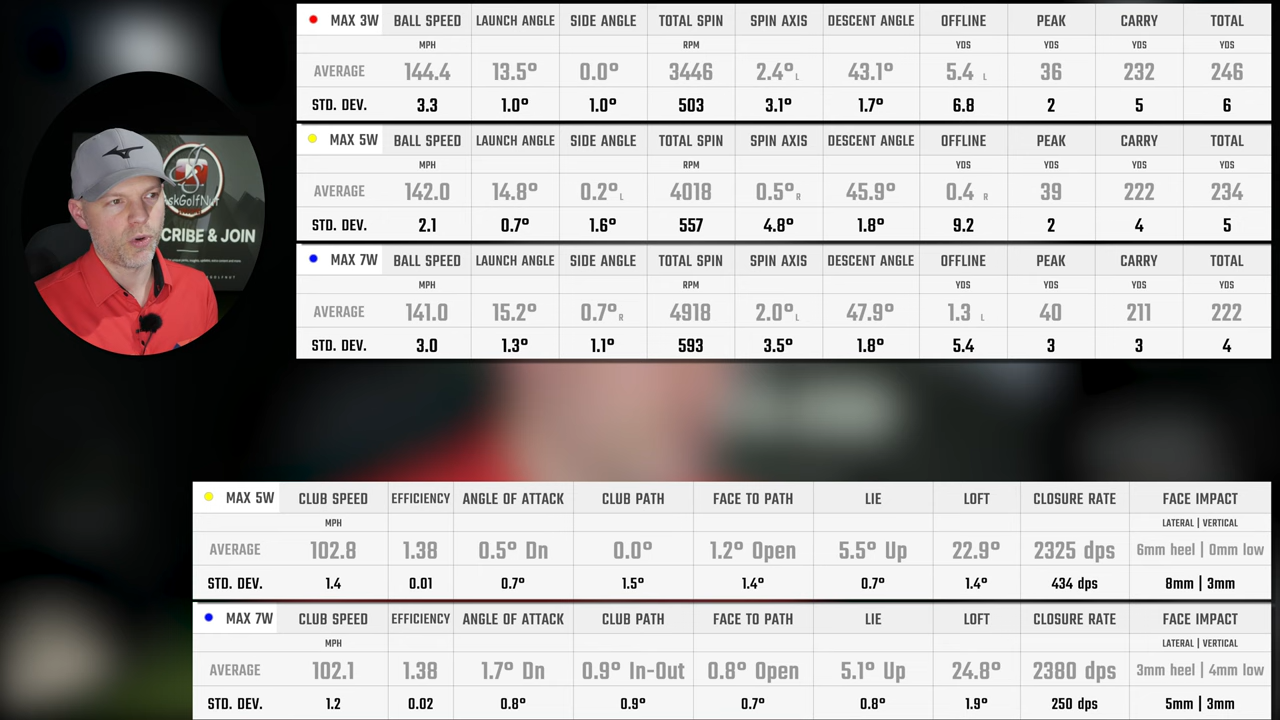 MAX 3W BALL SPEED LAUNCH ANGLE SIDE ANGLE TOTAL SPIN SPIN AXIS DESCENT ANGLE OFFLINE PEAK CARRY TOTAL
MPH RPM YDS YDS YDS YDS
AVERAGE 144.4 13.5° 0.0° 3446 2.4° L 43.1° 5.4 L 36 232 246
STD. DEV. 3.3 1.0° 1.0° 503 3.1° 1.7° 6.8 2 5 6
MAX 5W BALL SPEED LAUNCH ANGLE SIDE ANGLE TOTAL SPIN SPIN AXIS DESCENT ANGLE OFFLINE PEAK CARRY TOTAL
MPH RPM YDS YDS YDS YDS
AVERAGE 142.0 14.8° 0.2° L 4018 0.5° R 45.9° 0.4 R 39 222 234
STD. DEV. 2.1 0.7° 1.6° 557 4.8° 1.8° 9.2 2 4 5
MAX 7W BALL SPEED LAUNCH ANGLE SIDE ANGLE TOTAL SPIN SPIN AXIS DESCENT ANGLE OFFLINE PEAK CARRY TOTAL
MPH RPM YDS YDS YDS YDS
AVERAGE 141.0 15.2° 0.7° R 4918 2.0° L 47.9° 1.3 L 40 211 222
STD. DEV. 3.0 1.3° 1.1° 593 3.5° 1.8° 5.4 3 3 4
skGolfNut
CRIBE & JOIN
MAX 5W CLUB SPEED EFFICIENCY ANGLE OF ATTACK CLUB PATH FACE TO PATH LIE LOFT CLOSURE RATE FACE IMPACT
MPH LATERAL | VERTICAL
AVERAGE 102.8 1.38 0.5° Dn 0.0° 1.2° Open 5.5° Up 22.9° 2325 dps 6mm heel | 0mm low
STD. DEV. 1.4 0.01 0.7° 1.5° 1.4° 0.7° 1.4° 434 dps 8mm | 3mm
MAX 7W CLUB SPEED EFFICIENCY ANGLE OF ATTACK CLUB PATH FACE TO PATH LIE LOFT CLOSURE RATE FACE IMPACT
MPH LATERAL | VERTICAL
AVERAGE 102.1 1.38 1.7° Dn 0.9° In-Out 0.8° Open 5.1° Up 24.8° 2380 dps 3mm heel | 4mm low
STD. DEV. 1.2 0.02 0.8° 0.9° 0.7° 0.8° 1.9° 250 dps 5mm | 3mm